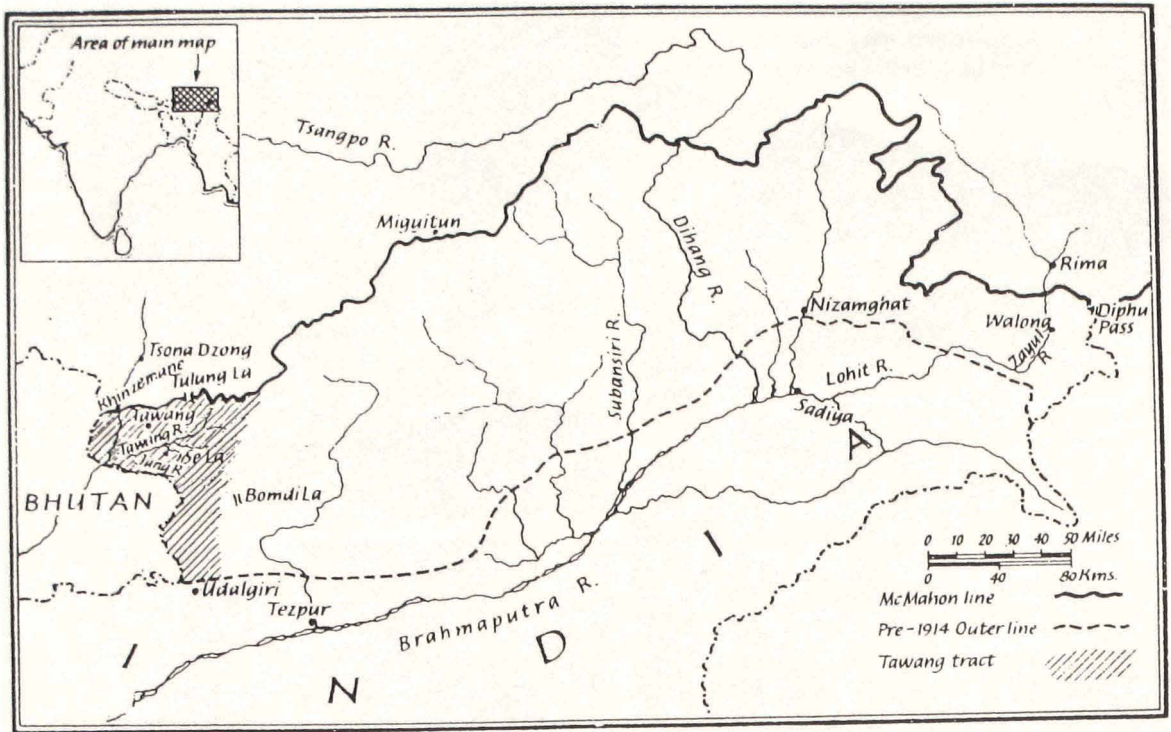 Area of main map
Tsangpo R.
Miguitun
Dihang R.
Subansiri R.
Rima
Nizamghat
Walong
Diphu
Pass
Zayul
R.
Lohit R.
Sadiya
Tsona Dzong
Khinzemane
Tulung La
Tawang
Tawang R.
Se La
BHUTAN
Bomdi La
Udalgiri
Tezpur
Brahmaputra R.
I N D I A
0 10 20 30 40 50 Miles
0 40 80 Kms.
McMahon line
Pre-1914 Outer line
Tawang tract